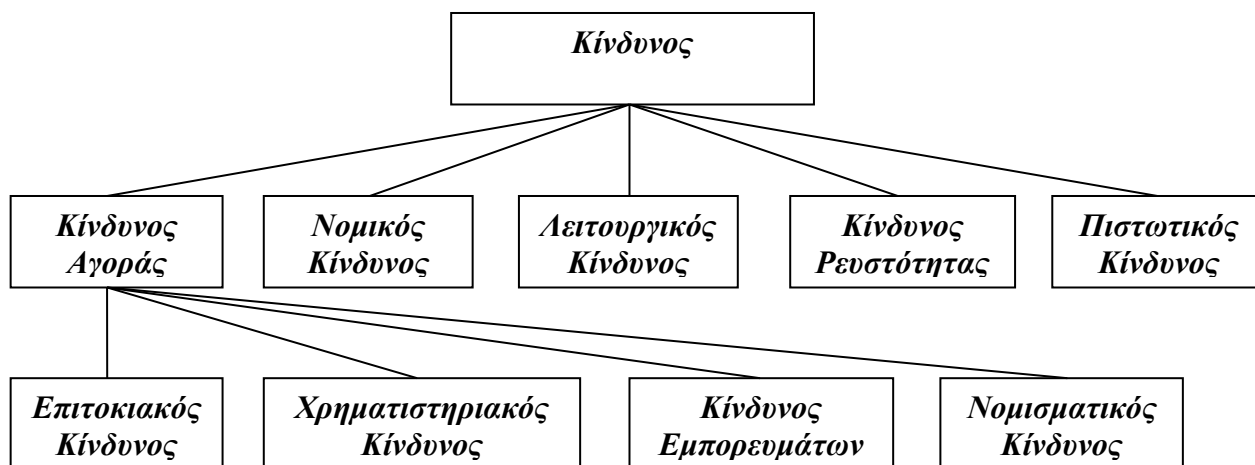 Κίνδυνος
Κίνδυνος
Αγοράς
Νομικός
Κίνδυνος
Λειτουργικός
Κίνδυνος
Κίνδυνος
Ρευστότητας
Πιστωτικός
Κίνδυνος
Επιτοκιακός
Κίνδυνος
Χρηματιστηριακός
Κίνδυνος
Κίνδυνος
Εμπορευμάτων
Νομισματικός
Κίνδυνος